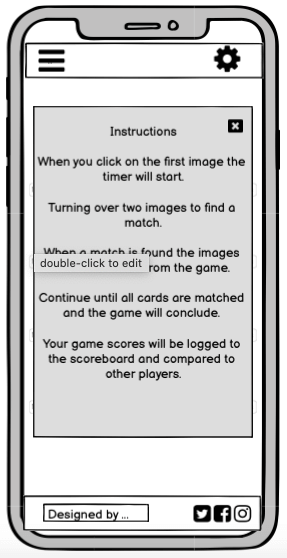 Instructions
When you click on the first image the
timer will start.
Turning over two images to find a
match.
When a match is found the images
double-click to edit
from the game.
Continue until all cards are matched
and the game will conclude.
Your game scores will be logged to
the scoreboard and compared to
other players.
Designed by ...